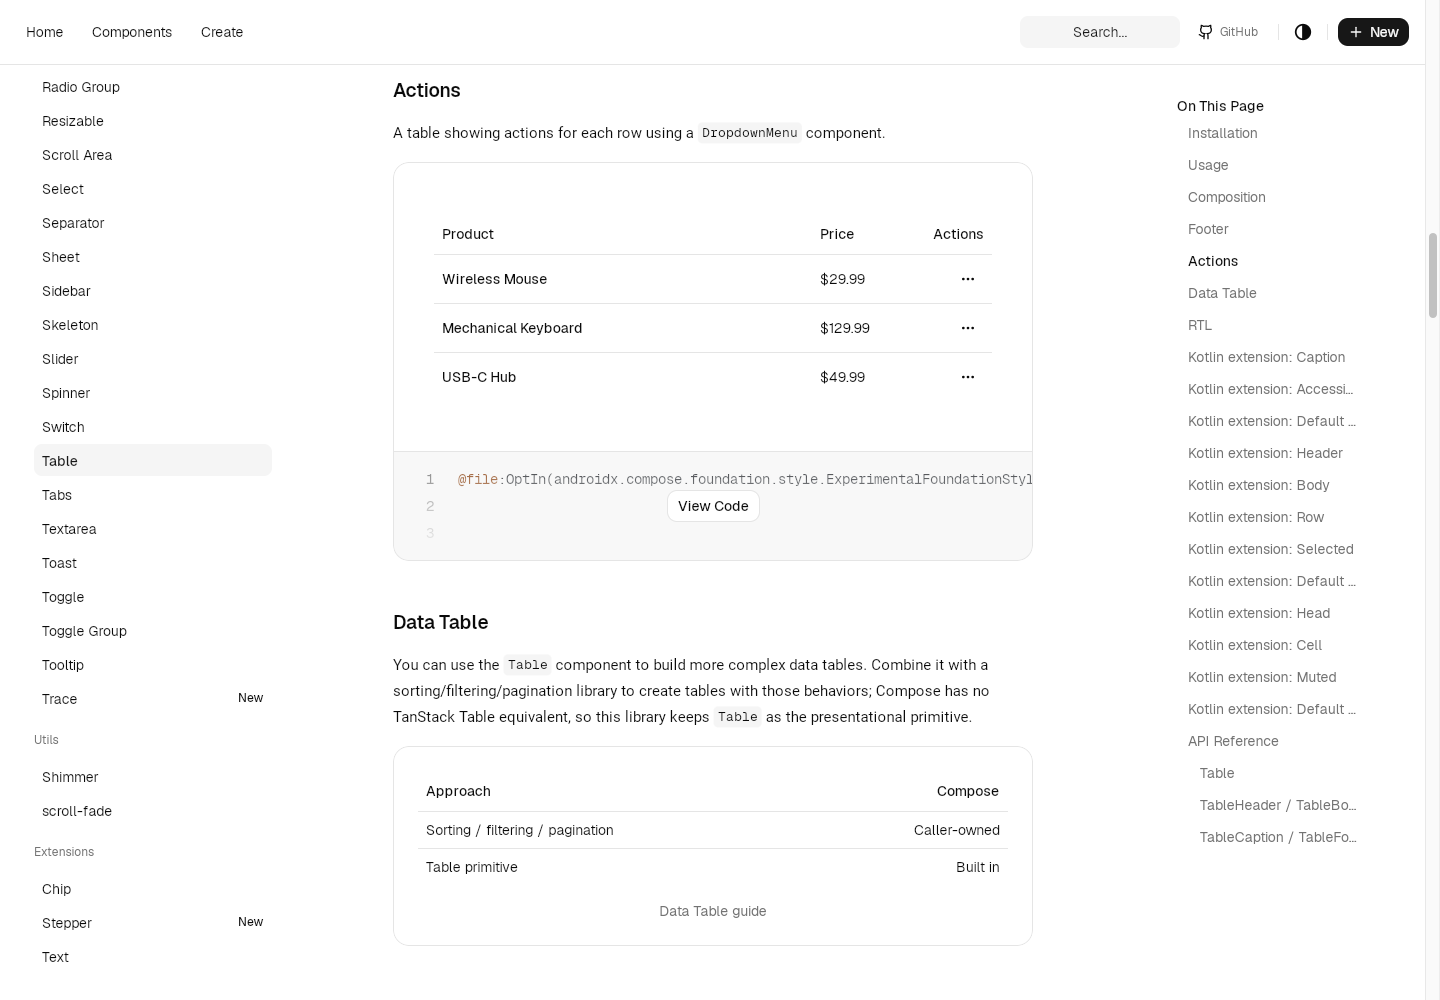 Home Components Create Search... GitHub New
Radio Group
Resizable
Scroll Area
Select
Separator
Sheet
Sidebar
Skeleton
Slider
Spinner
Switch
Table
Tabs
Textarea
Toast
Toggle
Toggle Group
Tooltip
Trace New
Utils
Shimmer
scroll-fade
Extensions
Chip
Stepper New
Text
Actions
A table showing actions for each row using a DropdownMenu component.
Product Price Actions
Wireless Mouse $29.99
Mechanical Keyboard $129.99
USB-C Hub $49.99
1 @file:OptIn(androidx.compose.foundation.style.ExperimentalFoundationStyl
2
View Code
3
Data Table
You can use the Table component to build more complex data tables. Combine it with a
sorting/filtering/pagination library to create tables with those behaviors; Compose has no
TanStack Table equivalent, so this library keeps Table as the presentational primitive.
Approach Compose
Sorting / filtering / pagination Caller-owned
Table primitive Built in
Data Table guide
On This Page
Installation
Usage
Composition
Footer
Actions
Data Table
RTL
Kotlin extension: Caption
Kotlin extension: Accessi...
Kotlin extension: Default ...
Kotlin extension: Header
Kotlin extension: Body
Kotlin extension: Row
Kotlin extension: Selected
Kotlin extension: Default ...
Kotlin extension: Head
Kotlin extension: Cell
Kotlin extension: Muted
Kotlin extension: Default ...
API Reference
Table
TableHeader / TableBo...
TableCaption / TableFo...